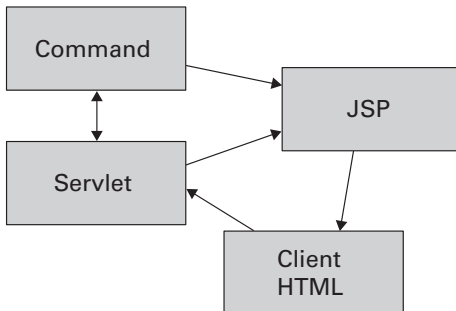 Command
JSP
Servlet
Client
HTML